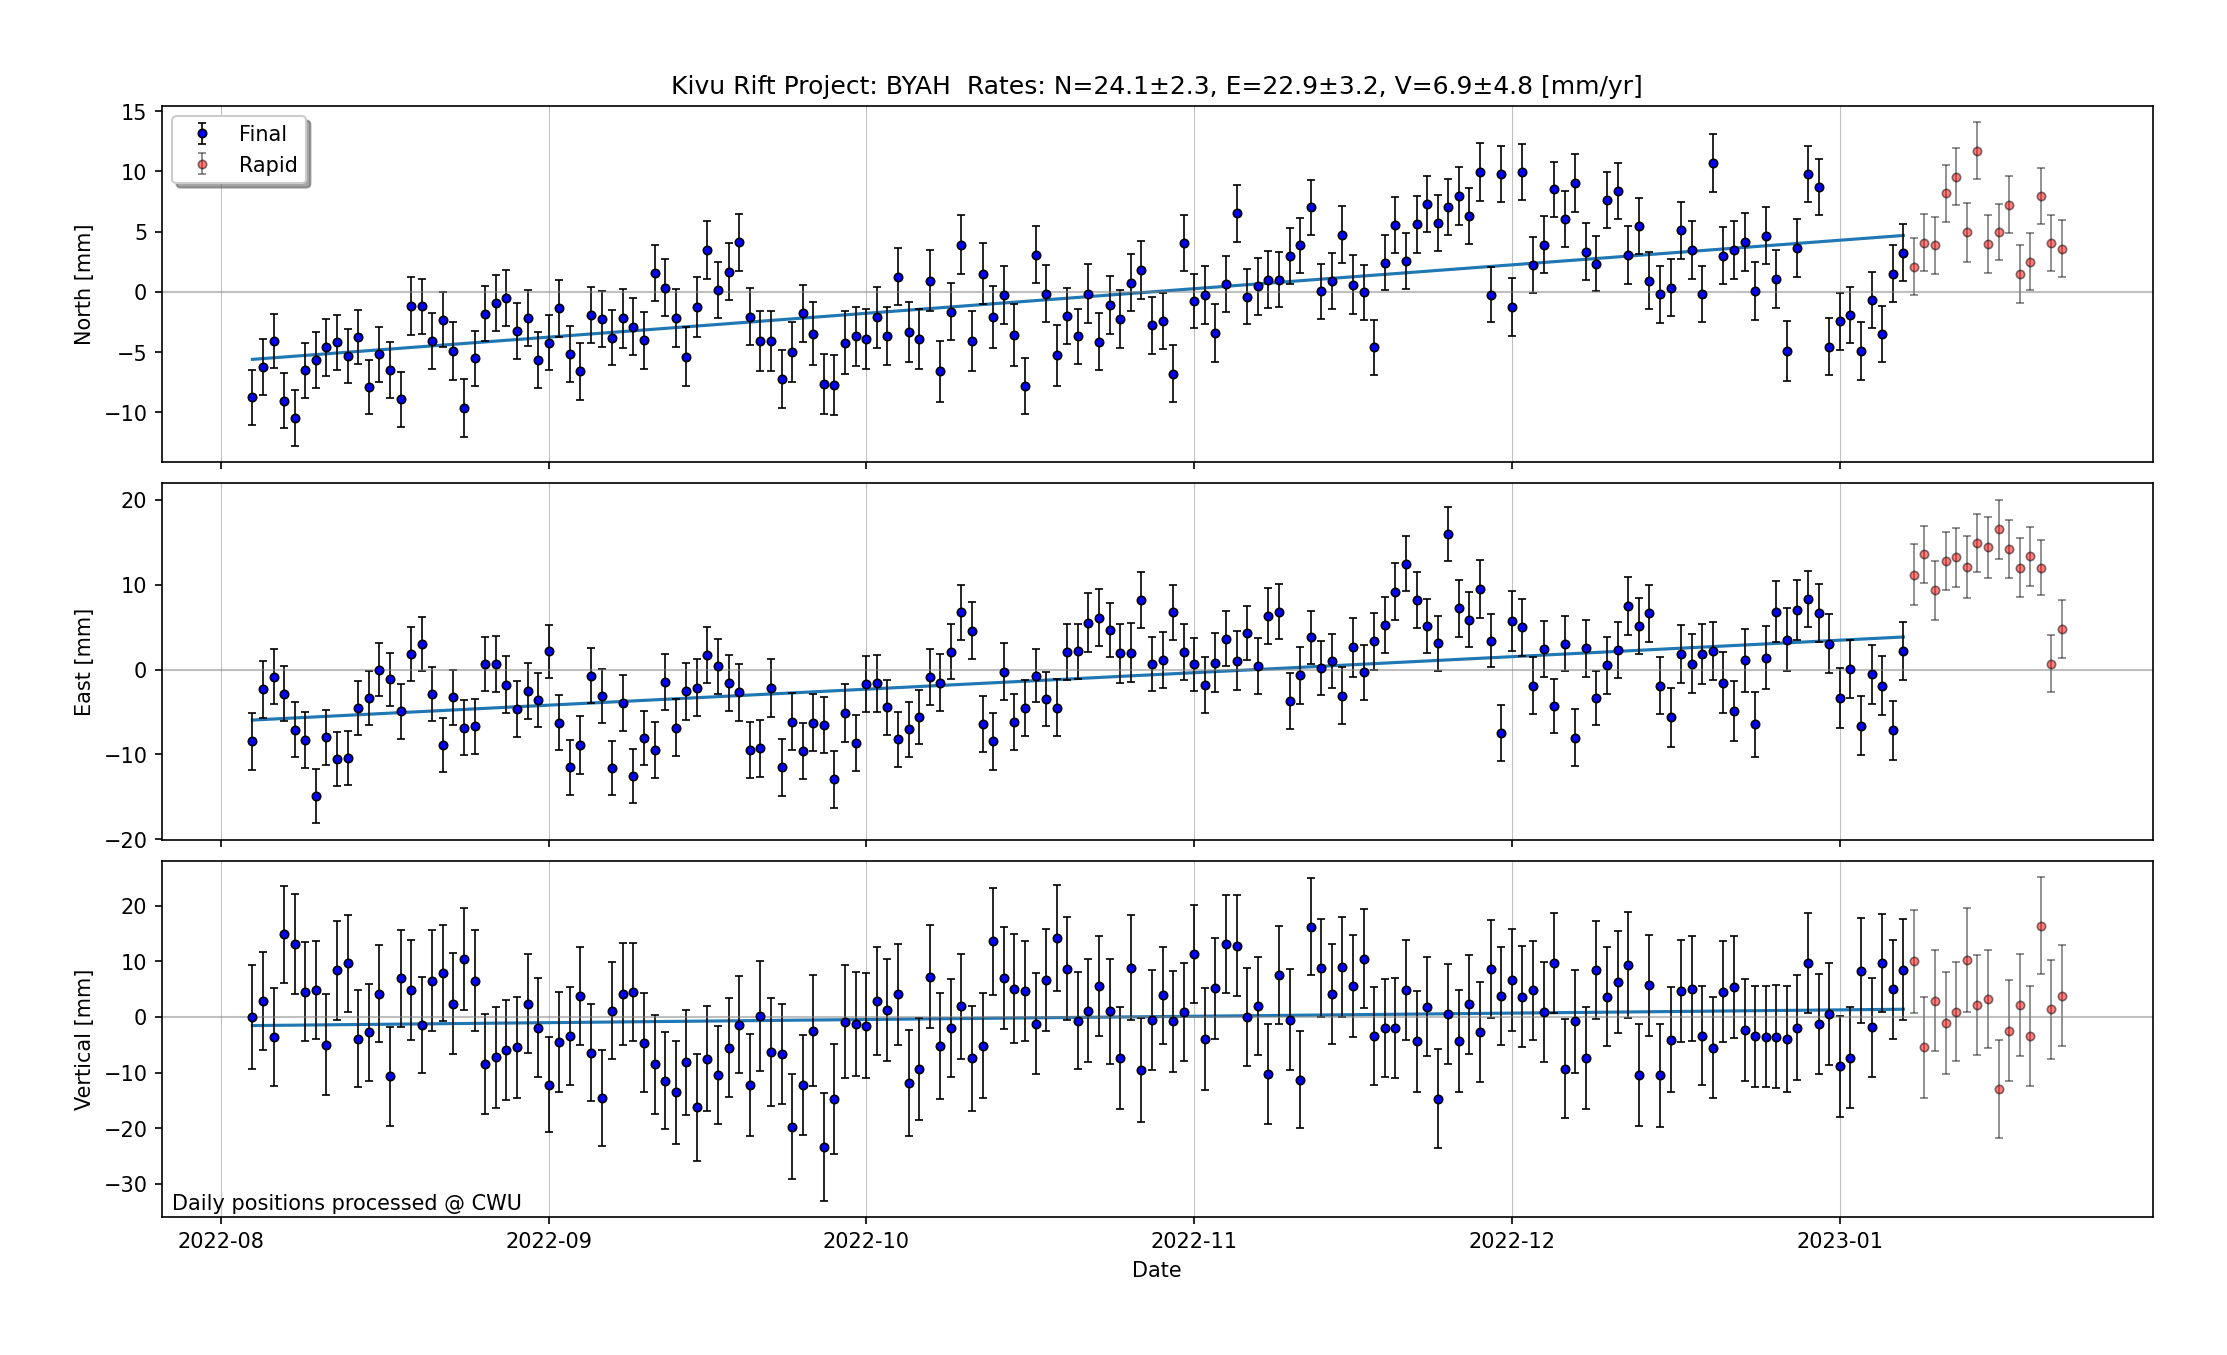 Kivu Rift Project: BYAH  Rates: N=24.1±2.3, E=22.9±3.2, V=6.9±4.8 [mm/yr]
Final
Rapid
North [mm]
15
10
5
0
−5
−10
East [mm]
20
10
0
−10
−20
Vertical [mm]
20
10
0
−10
−20
−30
Daily positions processed @ CWU
2022-08 2022-09 2022-10 2022-11 2022-12 2023-01
Date